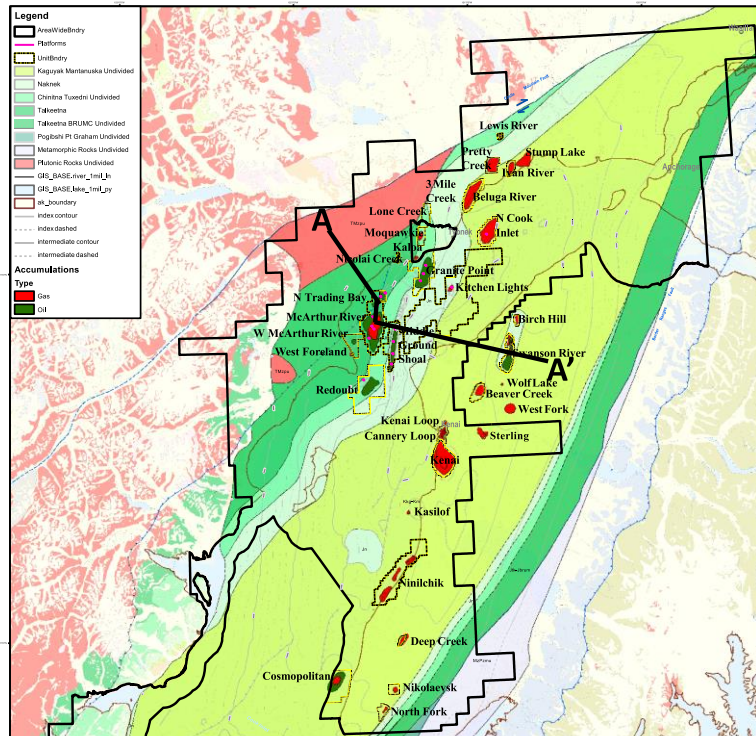 Legend
AreaWideBndry
Platforms
UnitBndry
Kaguyak Mantanuska Undivided
Naknek
Chinitna Tuxedni Undivided
Talkeetna
Talkeetna BRUMC Undivided
Pogibshi Pt Graham Undivided
Metamorphic Rocks Undivided
Plutonic Rocks Undivided
GIS_BASE.river_1mil_ln
GIS_BASE.lake_1mil_py
ak_boundary
index contour
index dashed
intermediate contour
intermediate dashed
Accumulations
Type
Gas
Oil
Lewis River
Pretty
Creek
Stump Lake
Ivan River
Anchorage
3 Mile
Creek
Beluga River
Lone Creek
A
Moquawkie
N Cook
Inlet
Kaloa
Nicolai Creek
Granite Point
Kitchen Lights
N Trading Bay
McArthur River
Birch Hill
W McArthur River
Middle
Ground
Shoal
West Foreland
Swanson River
A'
Redoubt
Wolf Lake
Beaver Creek
West Fork
Kenai Loop
Cannery Loop
Sterling
Kenai
Kasilof
Ninilchik
Deep Creek
Cosmopolitan
Nikolaevsk
North Fork